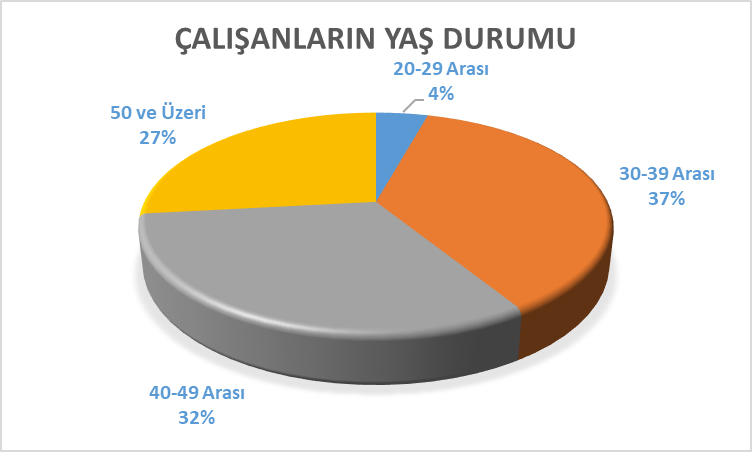 ÇALIŞANLARIN YAŞ DURUMU
20-29 Arası
4%
50 ve Üzeri
27%
30-39 Arası
37%
40-49 Arası
32%